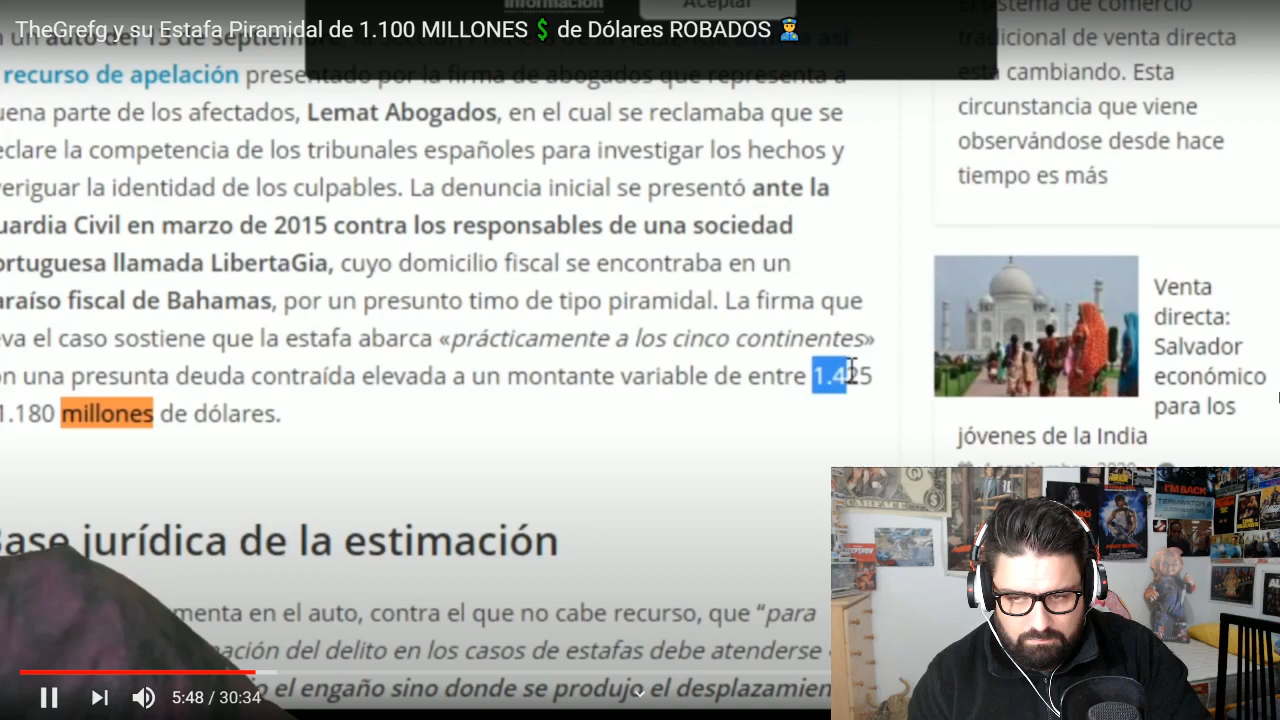 TheGrefg y su Estafa Piramidal de 1.100 MILLONES💲de Dólares ROBADOS 👮
Información
Aceptar
recurso de apelación presentado por la firma de abogados que representa a
uena parte de los afectados, Lemat Abogados, en el cual se reclamaba que se
eclare la competencia de los tribunales españoles para investigar los hechos y
veriguar la identidad de los culpables. La denuncia inicial se presentó ante la
uardia Civil en marzo de 2015 contra los responsables de una sociedad
ortuguesa llamada LibertaGia, cuyo domicilio fiscal se encontraba en un
araíso fiscal de Bahamas, por un presunto timo de tipo piramidal. La firma que
eva el caso sostiene que la estafa abarca «prácticamente a los cinco continentes»
on una presunta deuda contraída elevada a un montante variable de entre 1.425
1.180 millones de dólares.
Base jurídica de la estimación
menta en el auto, contra el que no cabe recurso, que “para
nación del delito en los casos de estafas debe atenderse
o el engaño sino donde se produjo el desplazamien
El sistema de comercio
tradicional de venta directa
esta cambiando. Esta
circunstancia que viene
observándose desde hace
tiempo es más
Venta
directa:
Salvador
económico
para los
jóvenes de la India
5:48 / 30:34
SCARFACE
I'M BACK
TERMINATOR